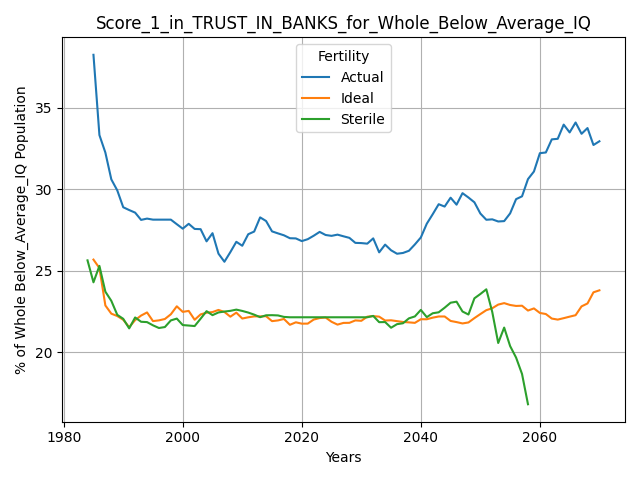 Score_1_in_TRUST_IN_BANKS_for_Whole_Below_Average_IQ
Fertility
Actual
Ideal
Sterile
% of Whole Below_Average_IQ Population
35
30
25
20
1980
2000
2020
2040
2060
Years